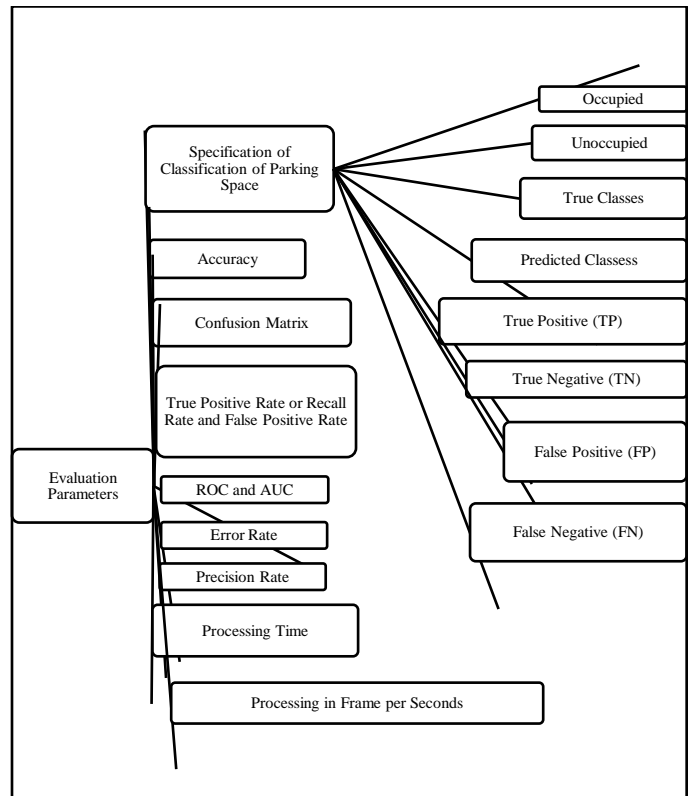 Evaluation
Parameters
Specification of
Classification of Parking
Space
Accuracy
Confusion Matrix
True Positive Rate or Recall
Rate and False Positive Rate
ROC and AUC
Error Rate
Precision Rate
Processing Time
Processing in Frame per Seconds
Occupied
Unoccupied
True Classes
Predicted Classess
True Positive (TP)
True Negative (TN)
False Positive (FP)
False Negative (FN)